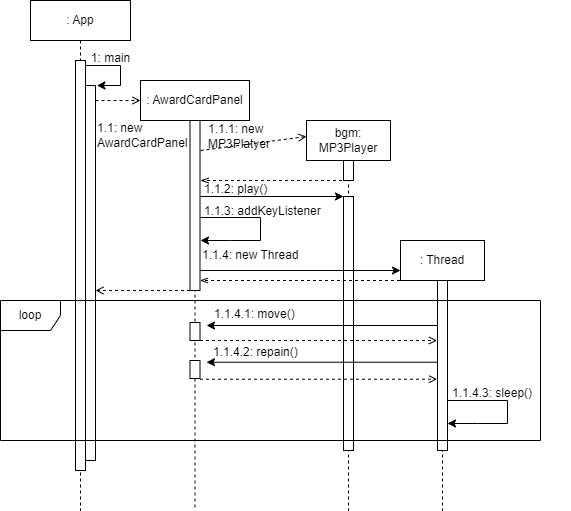 : App
1: main
: AwardCardPanel
1.1: new
AwardCardPanel
1.1.1: new
MP3Player
bgm:
MP3Player
1.1.2: play()
1.1.3: addKeyListener
1.1.4: new Thread
: Thread
loop
1.1.4.1: move()
1.1.4.2: repain()
1.1.4.3: sleep()